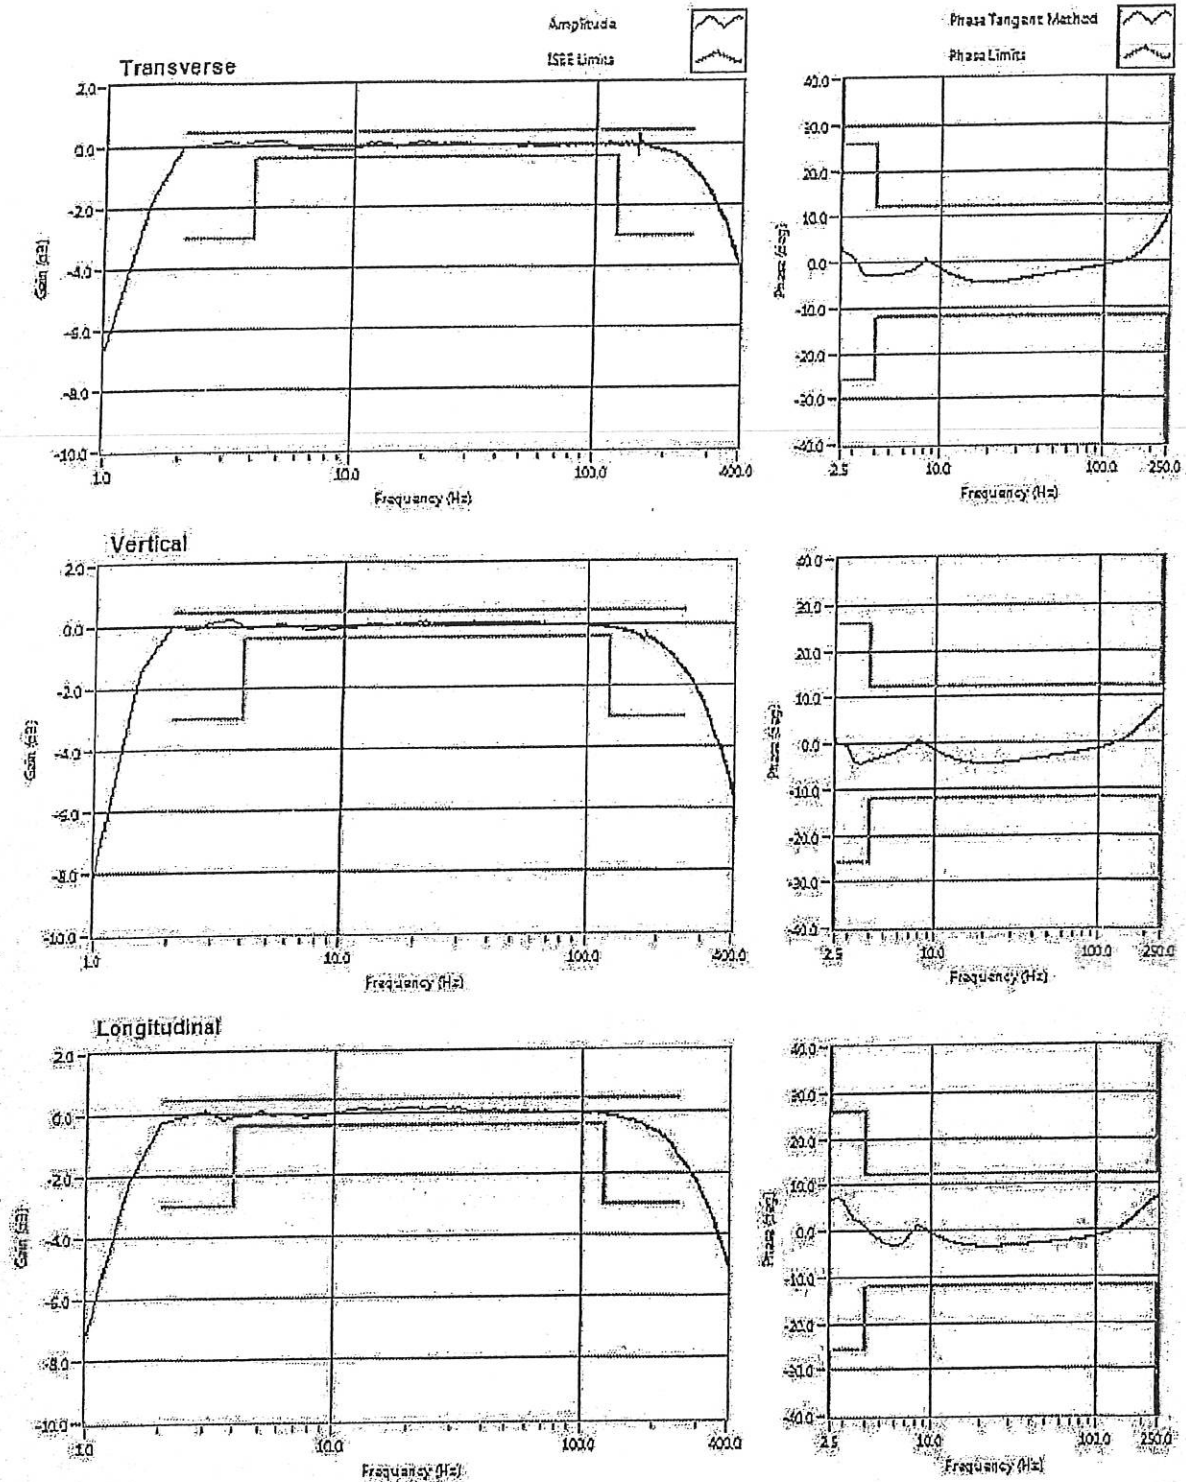 Amplitude
ISEE Limits
Phase Tangent Method
Phase Limits
Transverse
2.0
0.0
-2.0
-4.0
-6.0
-8.0
-10.0
Gain (dB)
1.0 10.0 100.0 400.0
Frequency (Hz)
40.0
30.0
20.0
10.0
0.0
-10.0
-20.0
-30.0
-40.0
Phase (deg)
2.5 10.0 100.0 250.0
Frequency (Hz)
Vertical
2.0
0.0
-2.0
-4.0
-6.0
-8.0
-10.0
Gain (dB)
1.0 10.0 100.0 400.0
Frequency (Hz)
40.0
30.0
20.0
10.0
0.0
-10.0
-20.0
-30.0
-40.0
Phase (deg)
2.5 10.0 100.0 250.0
Frequency (Hz)
Longitudinal
2.0
0.0
-2.0
-4.0
-6.0
-8.0
-10.0
Gain (dB)
1.0 10.0 100.0 400.0
Frequency (Hz)
40.0
30.0
20.0
10.0
0.0
-10.0
-20.0
-30.0
-40.0
Phase (deg)
2.5 10.0 100.0 250.0
Frequency (Hz)